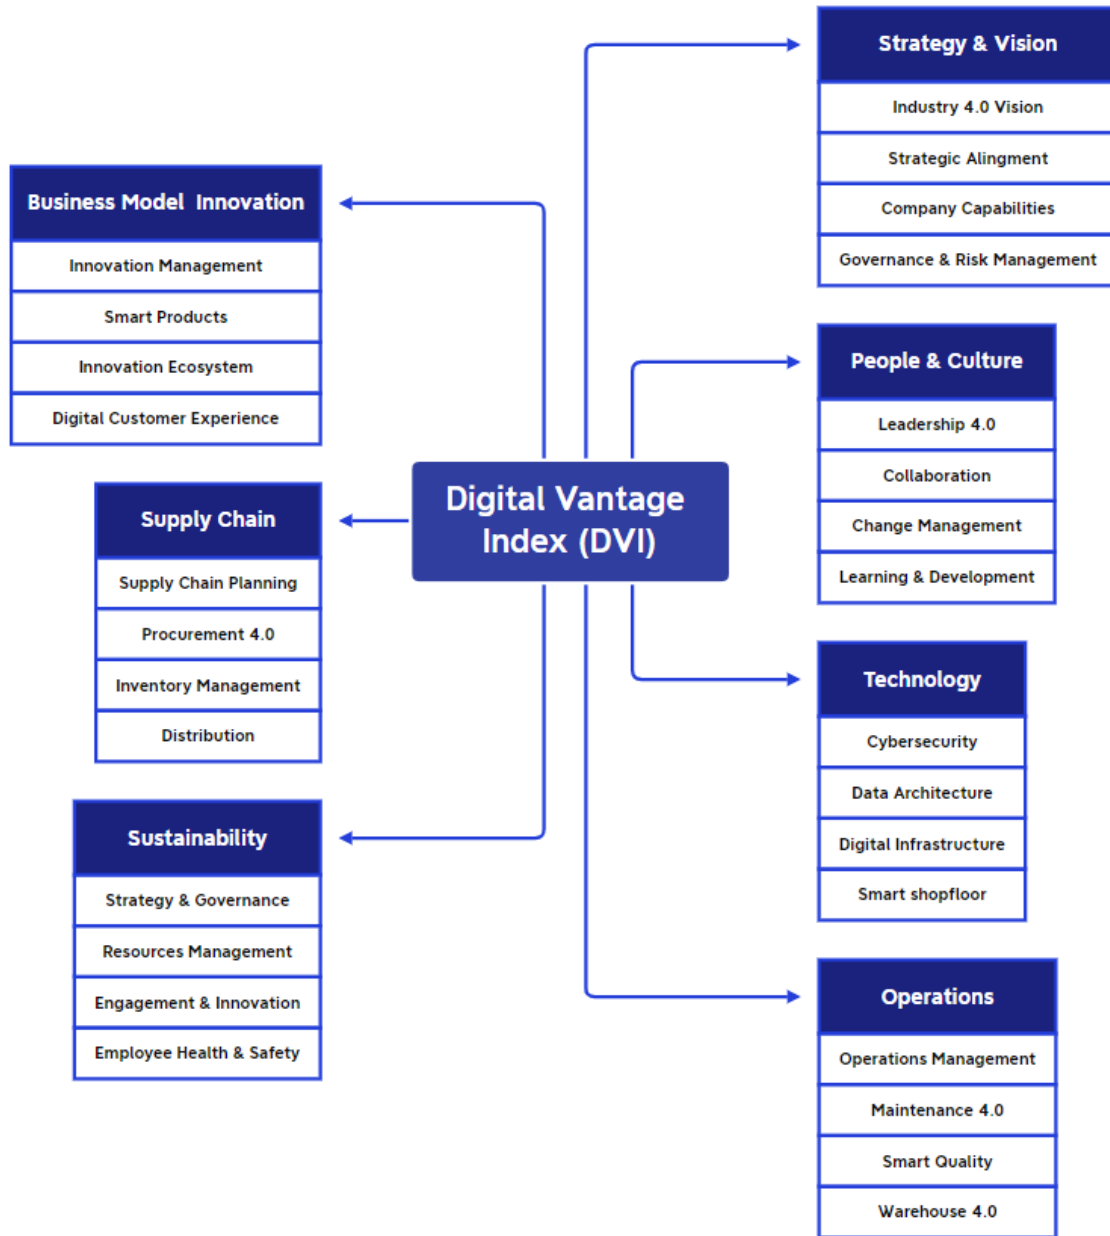 Strategy & Vision
Industry 4.0 Vision
Strategic Alingment
Company Capabilities
Governance & Risk Management
Business Model Innovation
Innovation Management
Smart Products
Innovation Ecosystem
Digital Customer Experience
People & Culture
Leadership 4.0
Collaboration
Change Management
Learning & Development
Digital Vantage
Index (DVI)
Supply Chain
Supply Chain Planning
Procurement 4.0
Inventory Management
Distribution
Technology
Cybersecurity
Data Architecture
Digital Infrastructure
Smart shopfloor
Sustainability
Strategy & Governance
Resources Management
Engagement & Innovation
Employee Health & Safety
Operations
Operations Management
Maintenance 4.0
Smart Quality
Warehouse 4.0